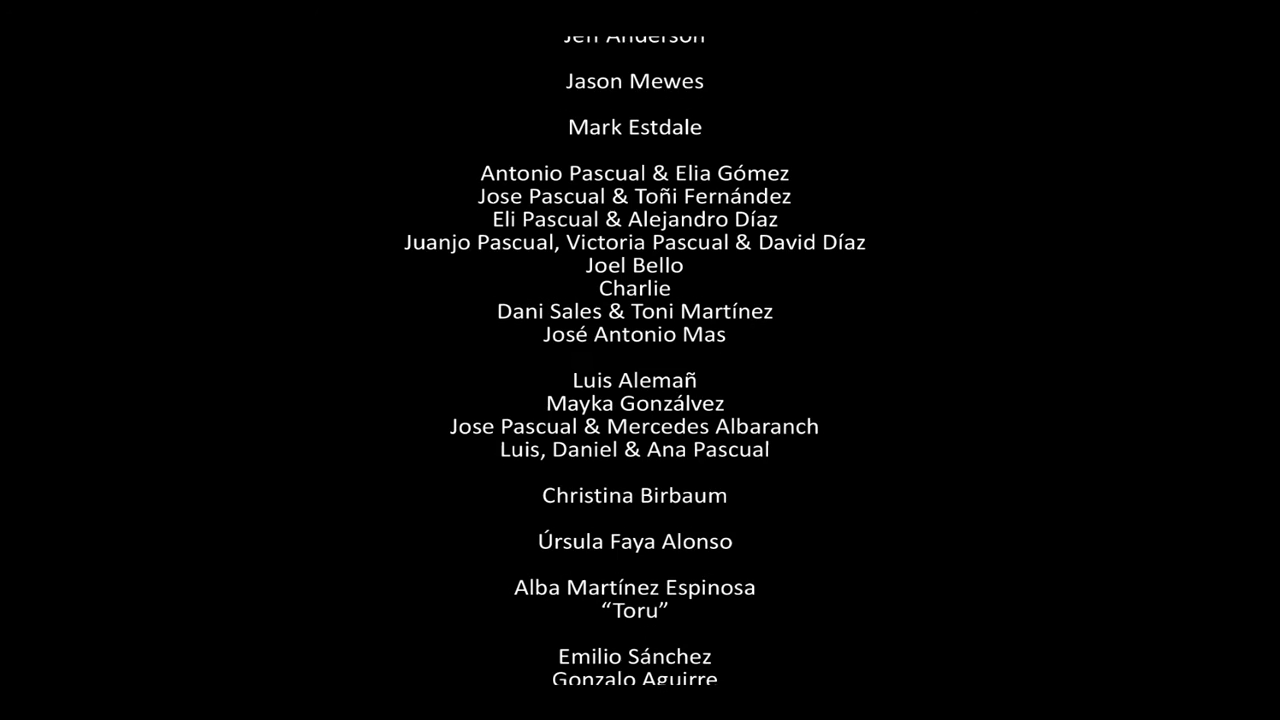 Jason Mewes
Mark Estdale
Antonio Pascual & Elia Gómez
Jose Pascual & Toñi Fernández
Eli Pascual & Alejandro Díaz
Juanjo Pascual, Victoria Pascual & David Díaz
Joel Bello
Charlie
Dani Sales & Toni Martínez
José Antonio Mas
Luis Alemañ
Mayka Gonzálvez
Jose Pascual & Mercedes Albaranch
Luis, Daniel & Ana Pascual
Christina Birbaum
Úrsula Faya Alonso
Alba Martínez Espinosa
“Toru”
Emilio Sánchez
Gonzalo Aguirre